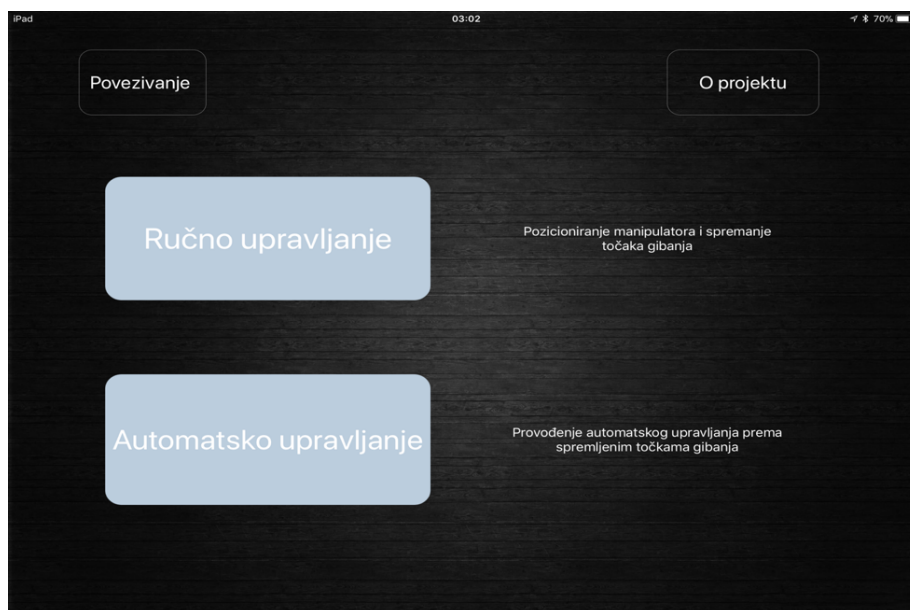 iPad
03:02
70%
Povezivanje
O projektu
Ručno upravljanje
Pozicioniranje manipulatora i spremanje
točaka gibanja
Automatsko upravljanje
Provođenje automatskog upravljanja prema
spremljenim točkama gibanja